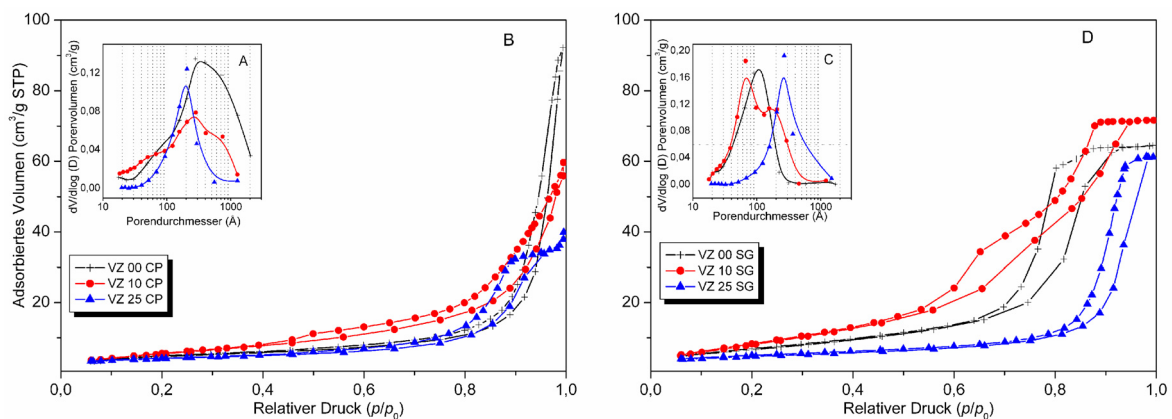 100
80
60
40
20
0,0
0,2
0,4
0,6
0,8
1,0
Adsorbiertes Volumen (cm³/g STP)
Relativer Druck (p/p₀)
B
VZ 00 CP
VZ 10 CP
VZ 25 CP
A
0,12
0,06
0,00
dV/dlog (D) Porenvolumen (cm³/g)
10
100
1000
Porendurchmesser (Å)
100
80
60
40
20
0,0
0,2
0,4
0,6
0,8
1,0
Relativer Druck (p/p₀)
D
VZ 00 SG
VZ 10 SG
VZ 25 SG
C
0,20
0,16
0,12
0,08
0,04
0,00
dV/dlog (D) Porenvolumen (cm³/g)
10
100
1000
Porendurchmesser (Å)